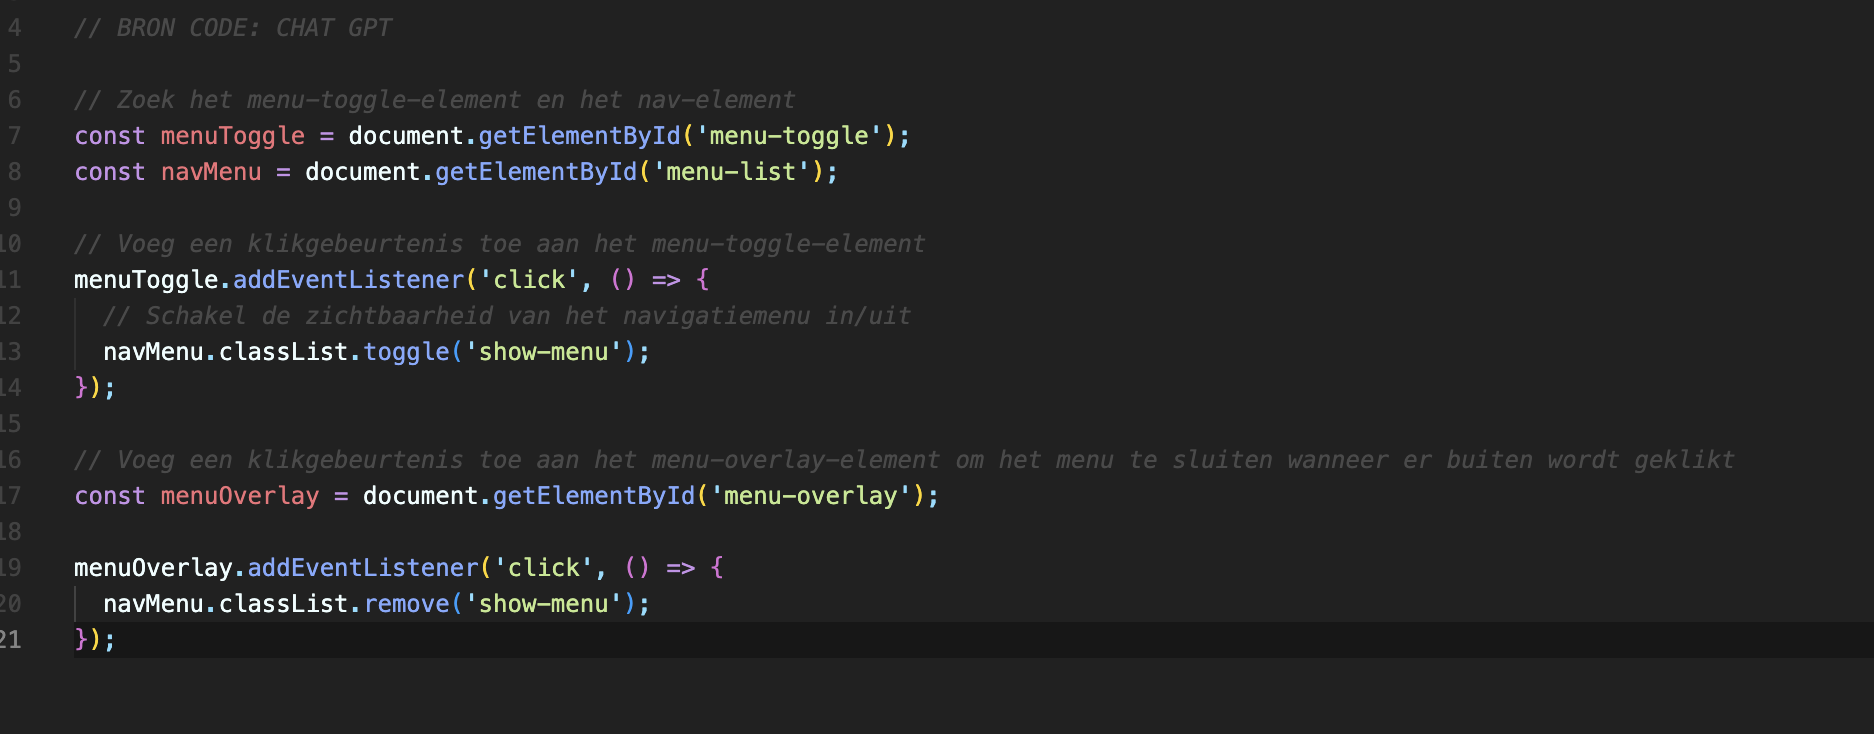 4 // BRON CODE: CHAT GPT
5
6 // Zoek het menu-toggle-element en het nav-element
7 const menuToggle = document.getElementById('menu-toggle');
8 const navMenu = document.getElementById('menu-list');
9
10 // Voeg een klikgebeurtenis toe aan het menu-toggle-element
11 menuToggle.addEventListener('click', () => {
12 // Schakel de zichtbaarheid van het navigatiemenu in/uit
13 navMenu.classList.toggle('show-menu');
14 });
15
16 // Voeg een klikgebeurtenis toe aan het menu-overlay-element om het menu te sluiten wanneer er buiten wordt geklikt
17 const menuOverlay = document.getElementById('menu-overlay');
18
19 menuOverlay.addEventListener('click', () => {
20 navMenu.classList.remove('show-menu');
21 });